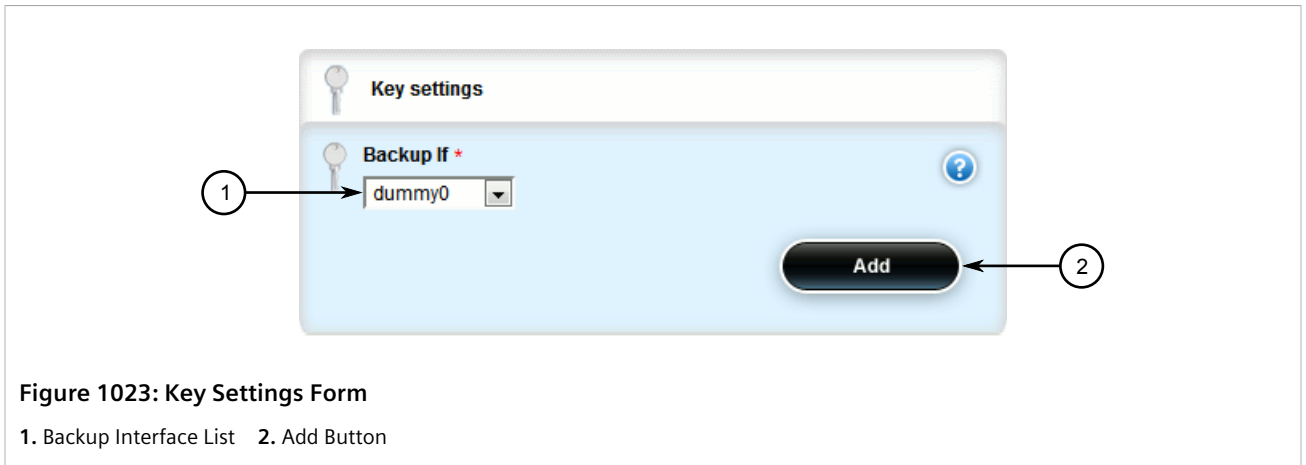 Key settings
Backup If *
?
1
dummy0
Add
2
Figure 1023: Key Settings Form
1. Backup Interface List 2. Add Button